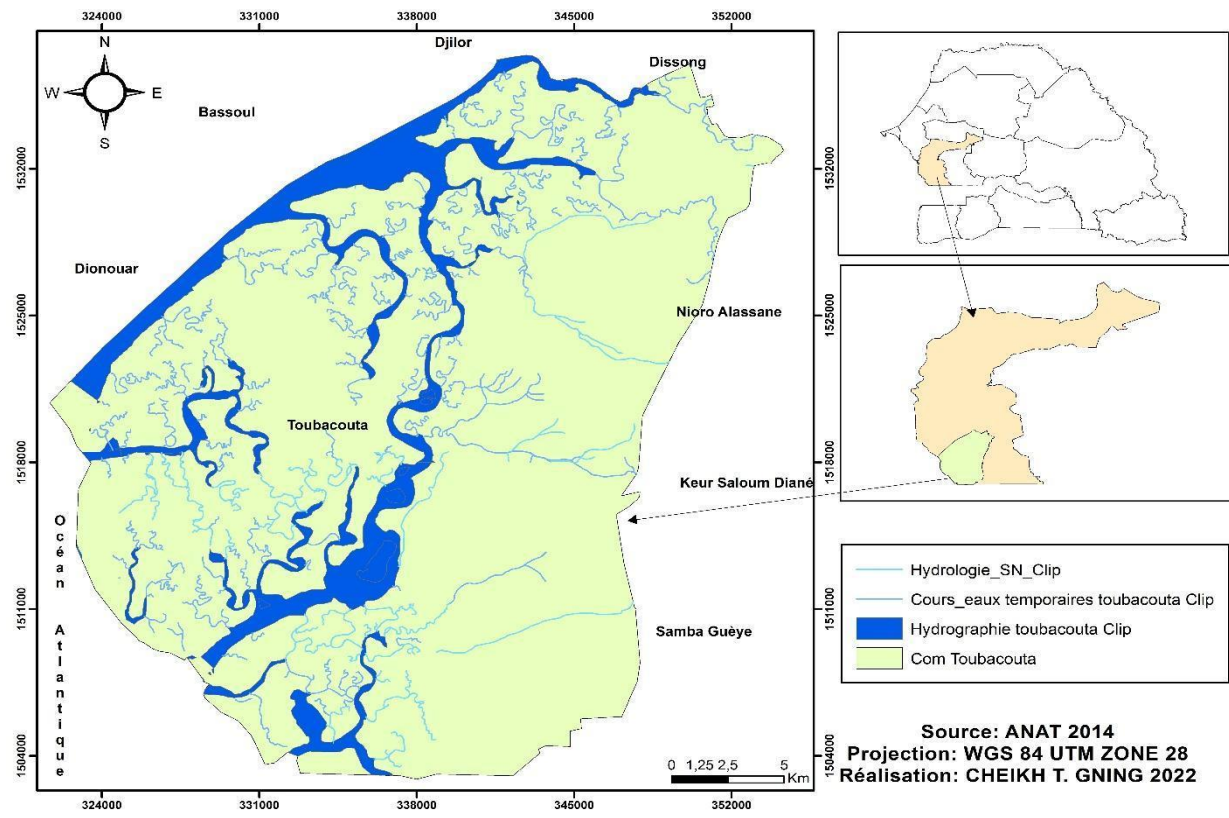 324000 331000 338000 345000 352000
Djilor
N
W E
S
Dissong
Bassoul
1532000 1532000
Dionouar
1525000 1525000
Nioro Alassane
Toubacouta
1518000 1518000
Keur Saloum Diané
Océan Atlantique
1511000 1511000
Samba Guèye
1504000 1504000
0 1,25 2,5 5
Km
324000 331000 338000 345000 352000
Hydrologie_SN_Clip
Cours_eaux temporaires toubacouta Clip
Hydrographie toubacouta Clip
Com Toubacouta
Source: ANAT 2014
Projection: WGS 84 UTM ZONE 28
Réalisation: CHEIKH T. GNING 2022